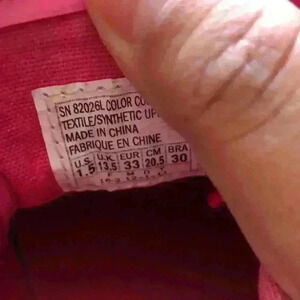 SN 82026L COLOR CO
TEXTILE/SYNTHETIC UP
MADE IN CHINA
FABRIQUE EN CHINE
U.S. U.K. EUR CM BRA
1.5 13.5 33 20.5 30